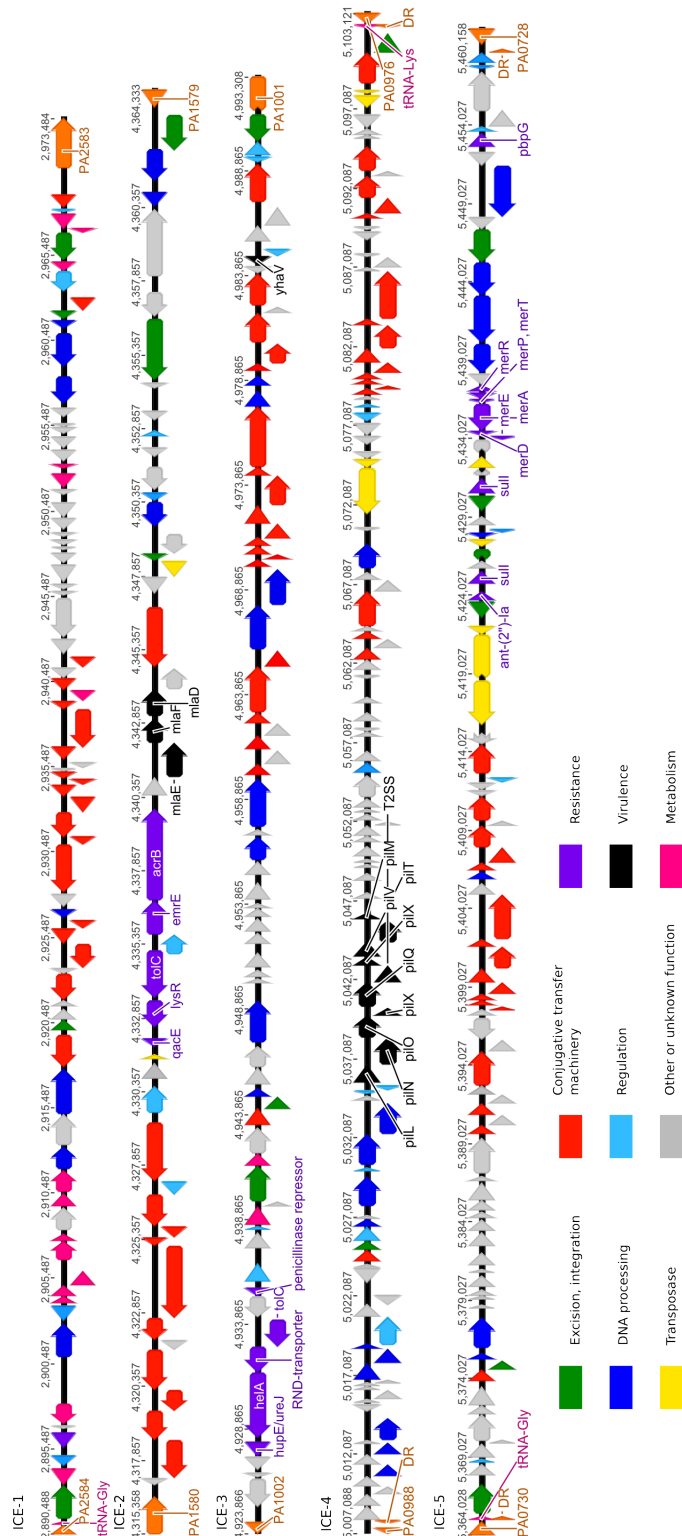 ICE-1
2,890,488
2,895,487
2,900,487
2,905,487
2,910,487
2,915,487
2,920,487
2,925,487
2,930,487
2,935,487
2,940,487
2,945,487
2,950,487
2,955,487
2,960,487
2,965,487
2,973,484
PA2584
tRNA-Gly
PA2583
ICE-2
4,315,358
4,317,857
4,320,357
4,322,857
4,325,357
4,327,857
4,330,357
4,332,857
4,335,357
4,337,857
4,340,357
4,342,857
4,345,357
4,347,857
4,350,357
4,352,857
4,355,357
4,357,857
4,360,357
4,364,333
tolC
acrB
PA1580
qacE
lysR
emrE
mlaE
mlaF
mlaD
PA1579
ICE-3
4,923,866
4,928,865
4,933,865
4,938,865
4,943,865
4,948,865
4,953,865
4,958,865
4,963,865
4,968,865
4,973,865
4,978,865
4,983,865
4,988,865
4,993,308
helA
PA1002
hupE/ureJ
RND-transporter
tolC
penicillinase repressor
yhaV
PA1001
ICE-4
5,007,088
5,012,087
5,017,087
5,022,087
5,027,087
5,032,087
5,037,087
5,042,087
5,047,087
5,052,087
5,057,087
5,062,087
5,067,087
5,072,087
5,077,087
5,082,087
5,087,087
5,092,087
5,097,087
5,103,121
PA0988
DR
pilL
pilN
pilO
pilX
pilQ
pilX
pilV
pilT
pilM
T2SS
PA0976
tRNA-Lys
DR
ICE-5
5,364,028
5,369,027
5,374,027
5,379,027
5,384,027
5,389,027
5,394,027
5,399,027
5,404,027
5,409,027
5,414,027
5,419,027
5,424,027
5,429,027
5,434,027
5,439,027
5,444,027
5,449,027
5,454,027
5,460,158
PA0730
DR
tRNA-Gly
ant-(2")-Ia
sulI
sulI
merD
merE
merA
merR
merP, merT
pbpG
DR
PA0728
Excision, integration
Conjugative transfer
machinery
Resistance
DNA processing
Regulation
Virulence
Transposase
Other or unknown function
Metabolism